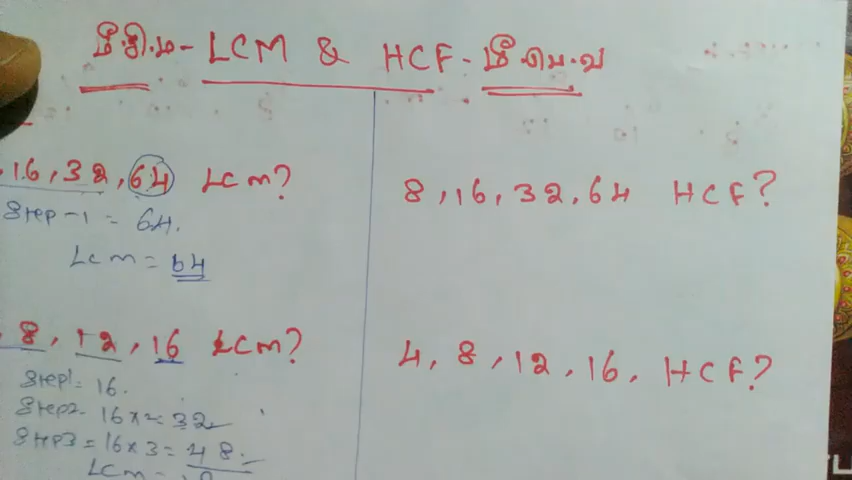 மீ.சி.ம - LCM & HCF - மீ.பெ.வ
, 16, 32, 64 LCM?
Step-1 = 64.
LCM = 64
, 8, 12, 16 LCM?
Step1 = 16.
Step2 - 16×2 = 32
Step3 = 16×3 = 48.
LCM =
8, 16, 32, 64 HCF?
4, 8, 12, 16, HCF?